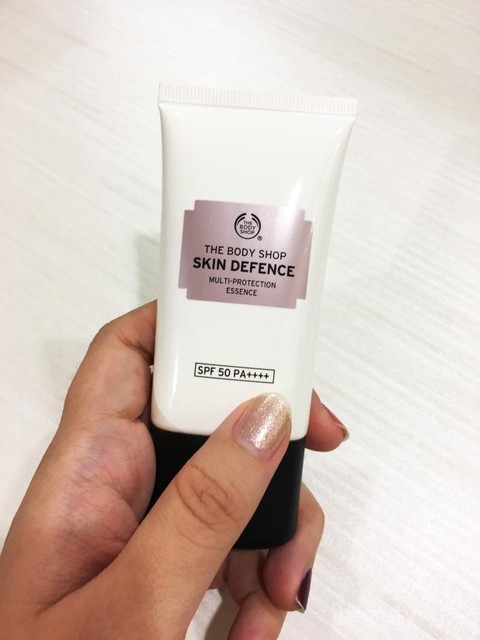 THE
BODY
SHOP
®
THE BODY SHOP
SKIN DEFENCE
MULTI-PROTECTION
ESSENCE
SPF 50 PA++++